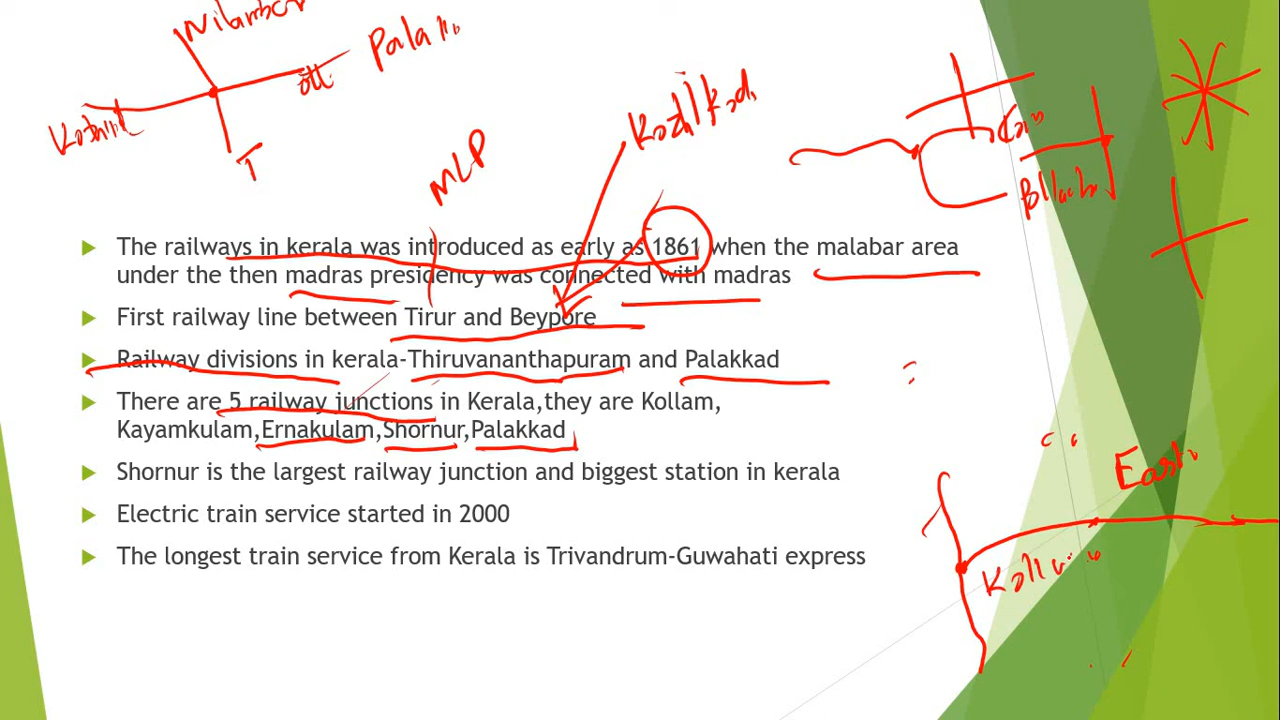 Nilambur
Pala
Kozhikod
MLP
T
The railways in kerala was introduced as early as 1861 when the malabar area
under the then madras presidency was connected with madras
First railway line between Tirur and Beypore
Railway divisions in kerala-Thiruvananthapuram and Palakkad
There are 5 railway junctions in Kerala,they are Kollam,
Kayamkulam,Ernakulam,Shornur,Palakkad
Shornur is the largest railway junction and biggest station in kerala
East
Electric train service started in 2000
The longest train service from Kerala is Trivandrum-Guwahati express